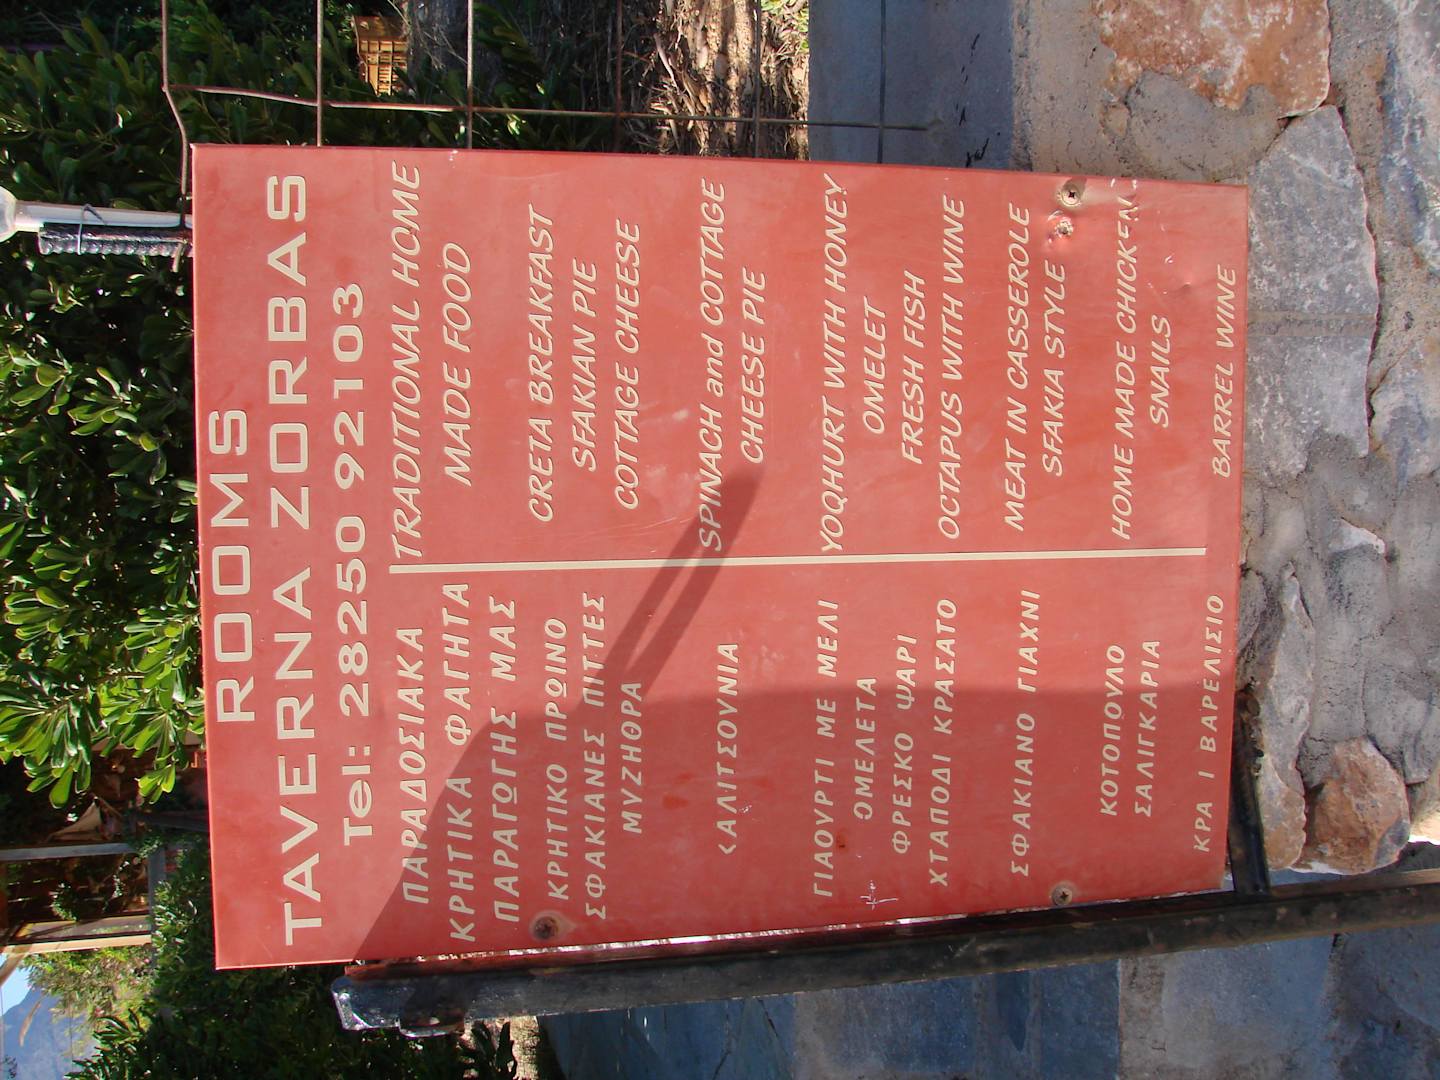 ROOMS
TAVERNA ZORBAS
Tel: 28250 92103
ΠΑΡΑΔΟΣΙΑΚΑ
ΚΡΗΤΙΚΑ ΦΑΓΗΤΑ
ΠΑΡΑΓΩΓΗΣ ΜΑΣ
ΚΡΗΤΙΚΟ ΠΡΩΙΝΟ
ΣΦΑΚΙΑΝΕΣ ΠΙΤΤΕΣ
ΜΥΖΗΘΡΑ
ΚΑΛΙΤΣΟΥΝΙΑ
ΓΙΑΟΥΡΤΙ ΜΕ ΜΕΛΙ
ΟΜΕΛΕΤΑ
ΦΡΕΣΚΟ ΨΑΡΙ
ΧΤΑΠΟΔΙ ΚΡΑΣΑΤΟ
ΣΦΑΚΙΑΝΟ ΓΙΑΧΝΙ
ΚΟΤΟΠΟΥΛΟ
ΣΑΛΙΓΚΑΡΙΑ
ΚΡΑ Ι ΒΑΡΕΛΙΣΙΟ
TRADITIONAL HOME
MADE FOOD
CRETA BREAKFAST
SFAKIAN PIE
COTTAGE CHEESE
SPINACH and COTTAGE
CHEESE PIE
YOQHURT WITH HONEY
OMELET
FRESH FISH
OCTAPUS WITH WINE
MEAT IN CASSEROLE
SFAKIA STYLE
HOME MADE CHICKEN
SNAILS
BARREL WINE